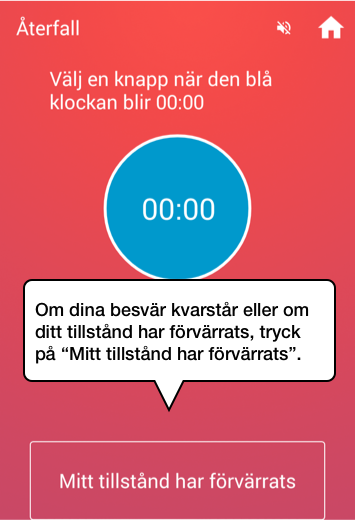 Återfall
Välj en knapp när den blå
klockan blir 00:00
00:00
Om dina besvär kvarstår eller om
ditt tillstånd har förvärrats, tryck
på “Mitt tillstånd har förvärrats”.
Mitt tillstånd har förvärrats